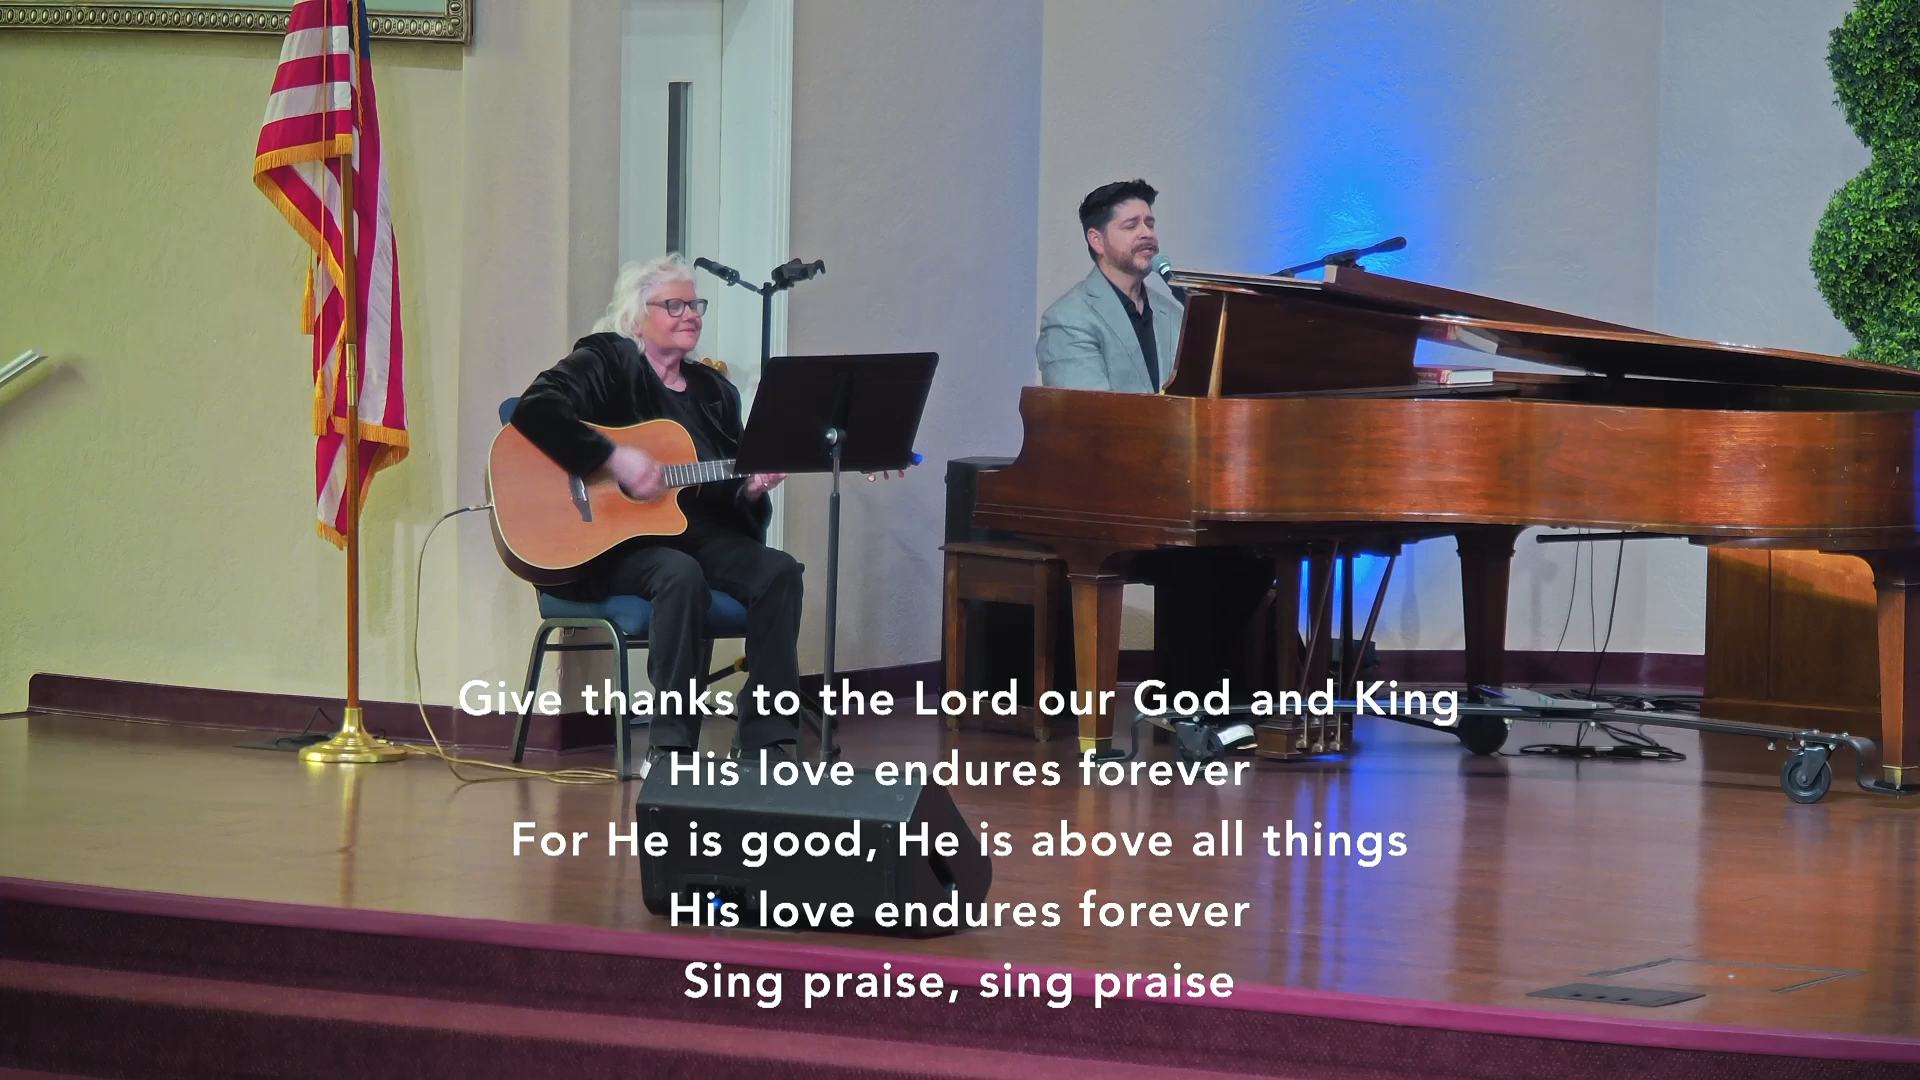 Give thanks to the Lord our God and King
His love endures forever
For He is good, He is above all things
His love endures forever
Sing praise, sing praise